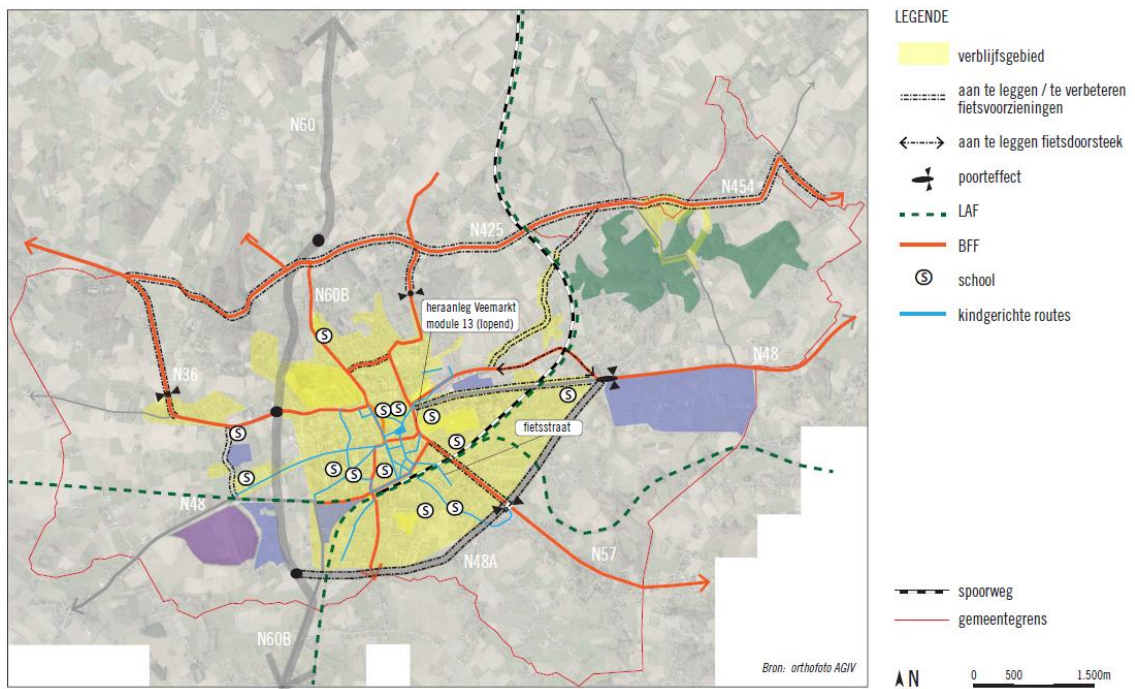 N60
N454
N425
N60B
heraanleg Veemarkt
module 13 (lopend)
N36
N48
S
S
S
S
S
S
S
fietsstraat
S
S
S
S
S
S
N48
N48A
N57
N60B
Bron: orthofoto AGIV
LEGENDE
verblijfsgebied
aan te leggen / te verbeteren
fietsvoorzieningen
aan te leggen fietsdoorsteek
poorteffect
LAF
BFF
S
school
kindgerichte routes
spoorweg
gemeentegrens
N
0 500 1.500m